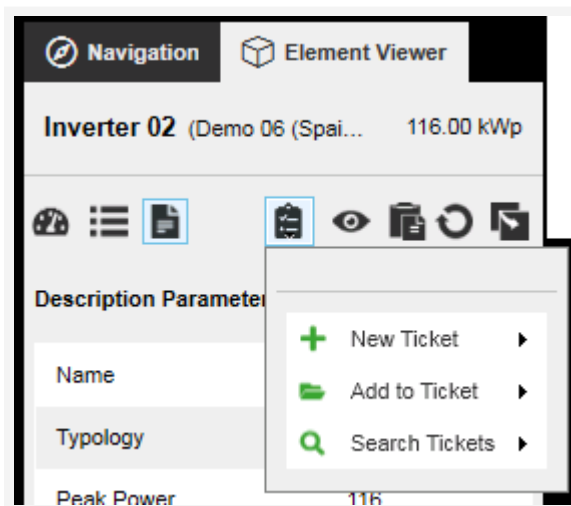 Navigation
Element Viewer
Inverter 02 (Demo 06 (Spai... 116.00 kWp
Description Parameter
New Ticket
Name
Add to Ticket
Typology
Search Tickets
Peak Power 116